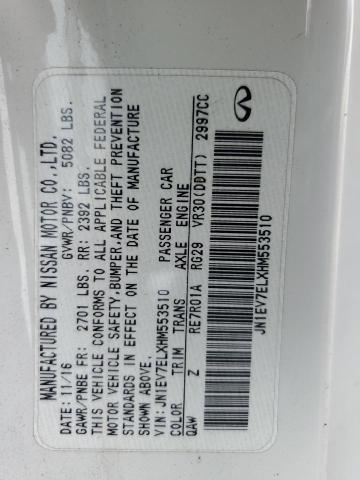 MANUFACTURED BY NISSAN MOTOR CO.,LTD.
DATE: 11/16 GVWR/PNBV: 5082 LBS.
GAWR/PNBE FR: 2701 LBS. RR: 2392 LBS.
THIS VEHICLE CONFORMS TO ALL APPLICABLE FEDERAL
MOTOR VEHICLE SAFETY,BUMPER,AND THEFT PREVENTION
STANDARDS IN EFFECT ON THE DATE OF MANUFACTURE
SHOWN ABOVE.
VIN: JN1EV7ELXHM553510 PASSENGER CAR
COLOR TRIM TRANS AXLE ENGINE
QAW Z RE7R01A RG29 VR30(DDTT) 2997CC
JN1EV7ELXHM553510